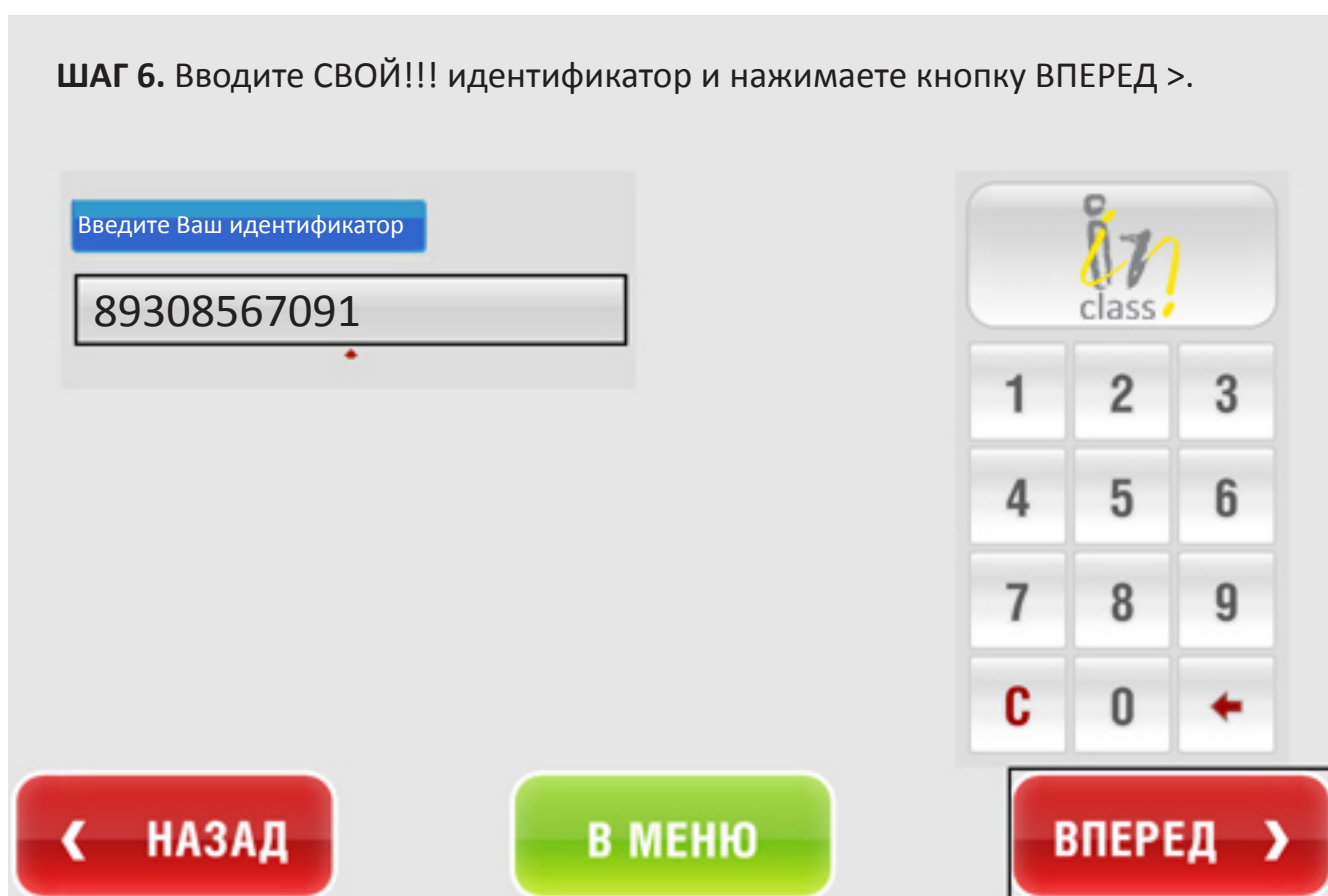 ШАГ 6. Вводите СВОЙ!!! идентификатор и нажимаете кнопку ВПЕРЕД >.
Введите Ваш идентификатор
89308567091
in
class!
1 2 3
4 5 6
7 8 9
C 0
НАЗАД В МЕНЮ ВПЕРЕД